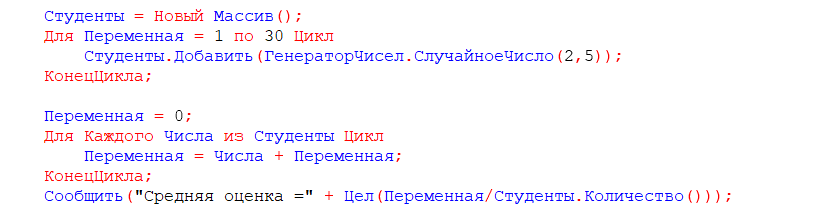 Студенты = Новый Массив();
Для Переменная = 1 по 30 Цикл
Студенты.Добавить(ГенераторЧисел.СлучайноеЧисло(2,5));
КонецЦикла;
Переменная = 0;
Для Каждого Числа из Студенты Цикл
Переменная = Числа + Переменная;
КонецЦикла;
Сообщить("Средняя оценка =" + Цел(Переменная/Студенты.Количество()));